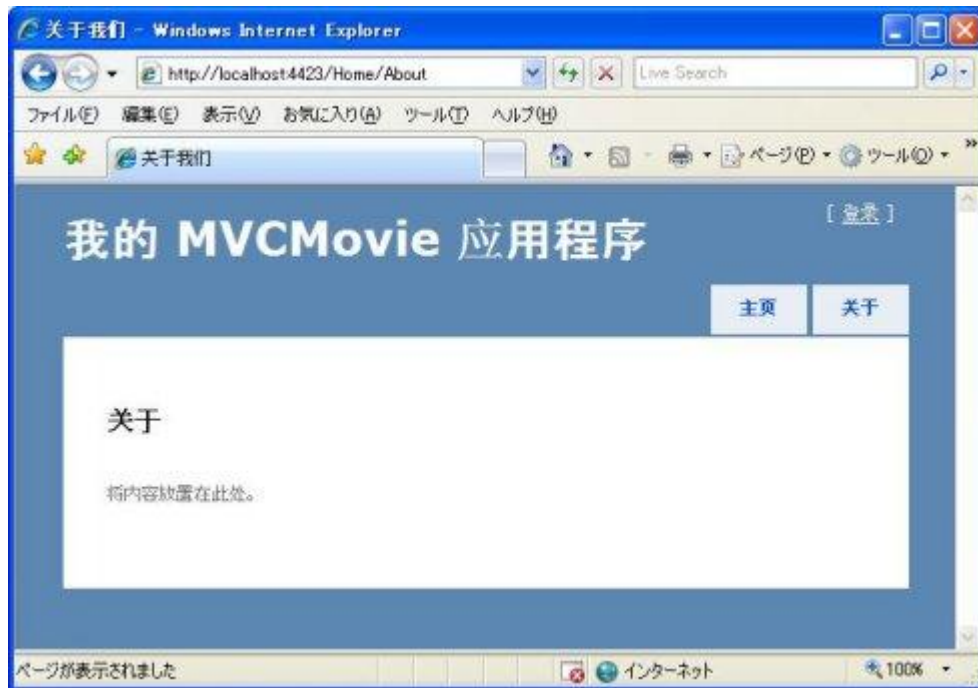 关于我们 - Windows Internet Explorer
http://localhost:4423/Home/About
Live Search
ファイル(F) 編集(E) 表示(V) お気に入り(A) ツール(T) ヘルプ(H)
关于我们
ページ(P) ツール(O) »
[ 登录 ]
我的 MVCMovie 应用程序
主页 关于
关于
将内容放置在此处。
ページが表示されました インターネット 100%